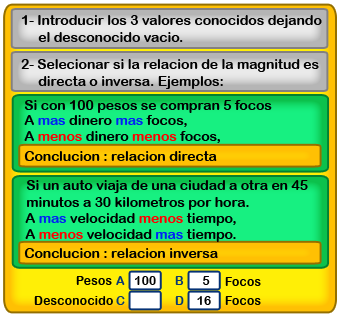 1- Introducir los 3 valores conocidos dejando
el desconocido vacio.
2- Selecionar si la relacion de la magnitud es
directa o inversa. Ejemplos:
Si con 100 pesos se compran 5 focos
A mas dinero mas focos,
A menos dinero menos focos,
Conclucion : relacion directa
Si un auto viaja de una ciudad a otra en 45
minutos a 30 kilometros por hora.
A mas velocidad menos tiempo,
A menos velocidad mas tiempo.
Conclucion : relacion inversa
Pesos A 100 B 5 Focos
Desconocido C D 16 Focos